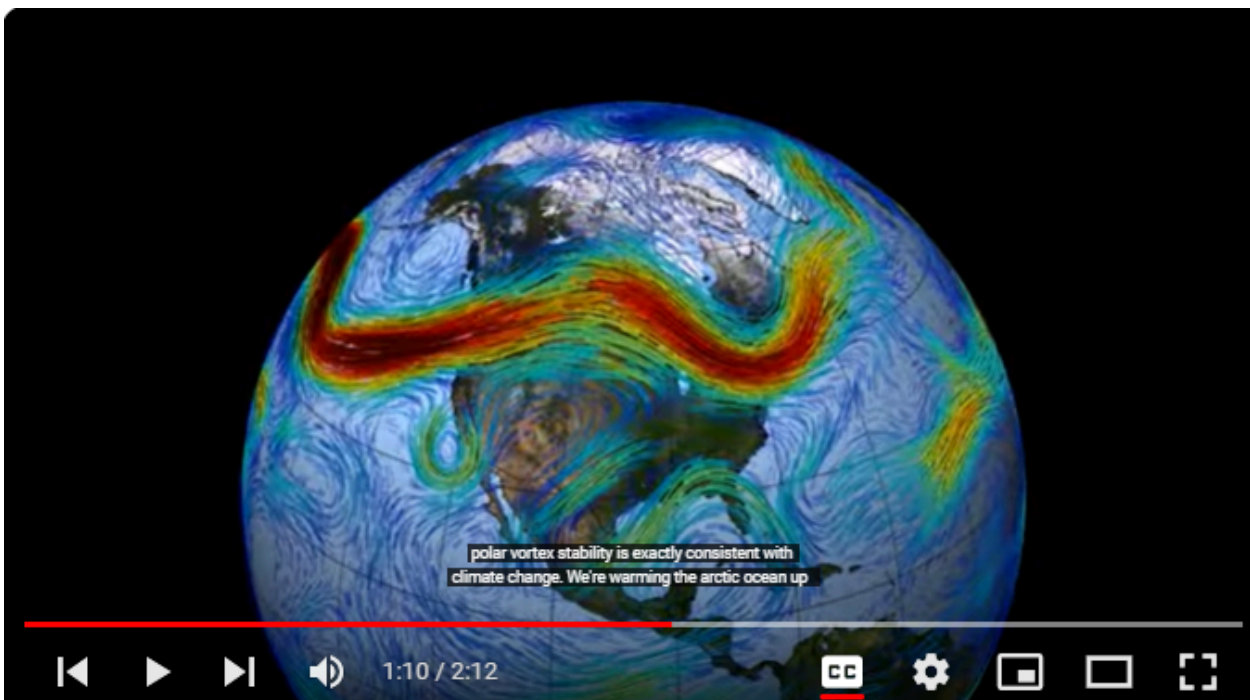 polar vortex stability is exactly consistent with
climate change. We're warming the arctic ocean up
1:10 / 2:12
CC